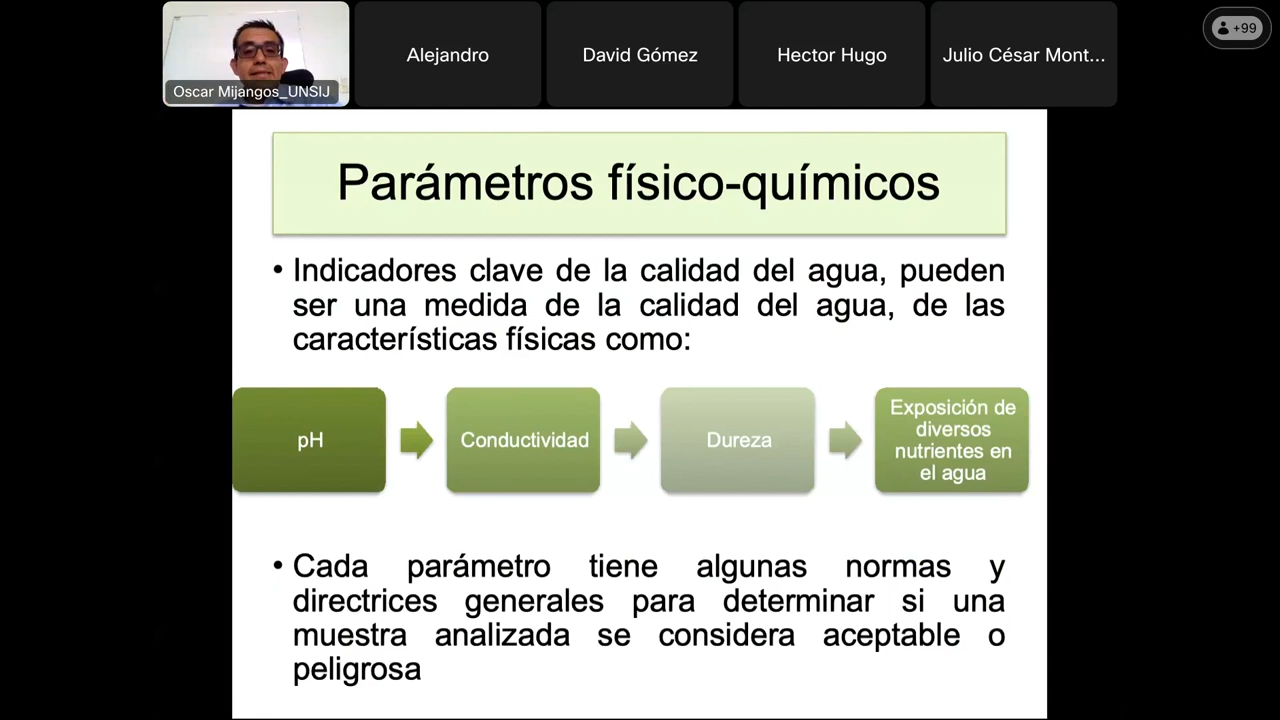 Oscar Mijangos_UNSIJ
Alejandro
David Gómez
Hector Hugo
Julio César Mont...
+99
Parámetros físico-químicos
• Indicadores clave de la calidad del agua, pueden
ser una medida de la calidad del agua, de las
características físicas como:
pH
Conductividad
Dureza
Exposición de
diversos
nutrientes en
el agua
• Cada parámetro tiene algunas normas y
directrices generales para determinar si una
muestra analizada se considera aceptable o
peligrosa